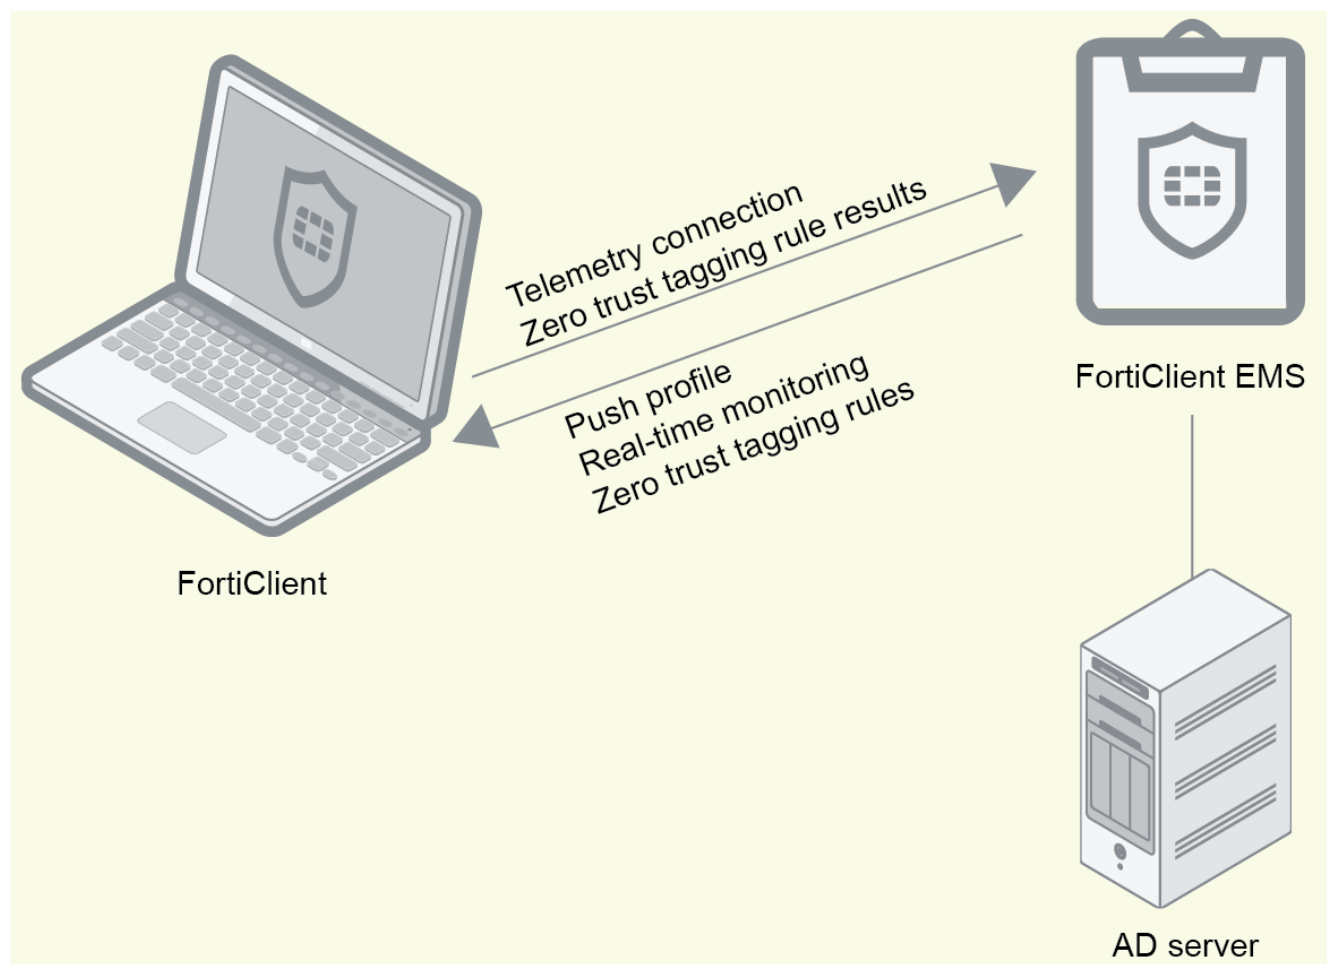 Telemetry connection
Zero trust tagging rule results
Push profile
Real-time monitoring
Zero trust tagging rules
FortiClient EMS
FortiClient
AD server